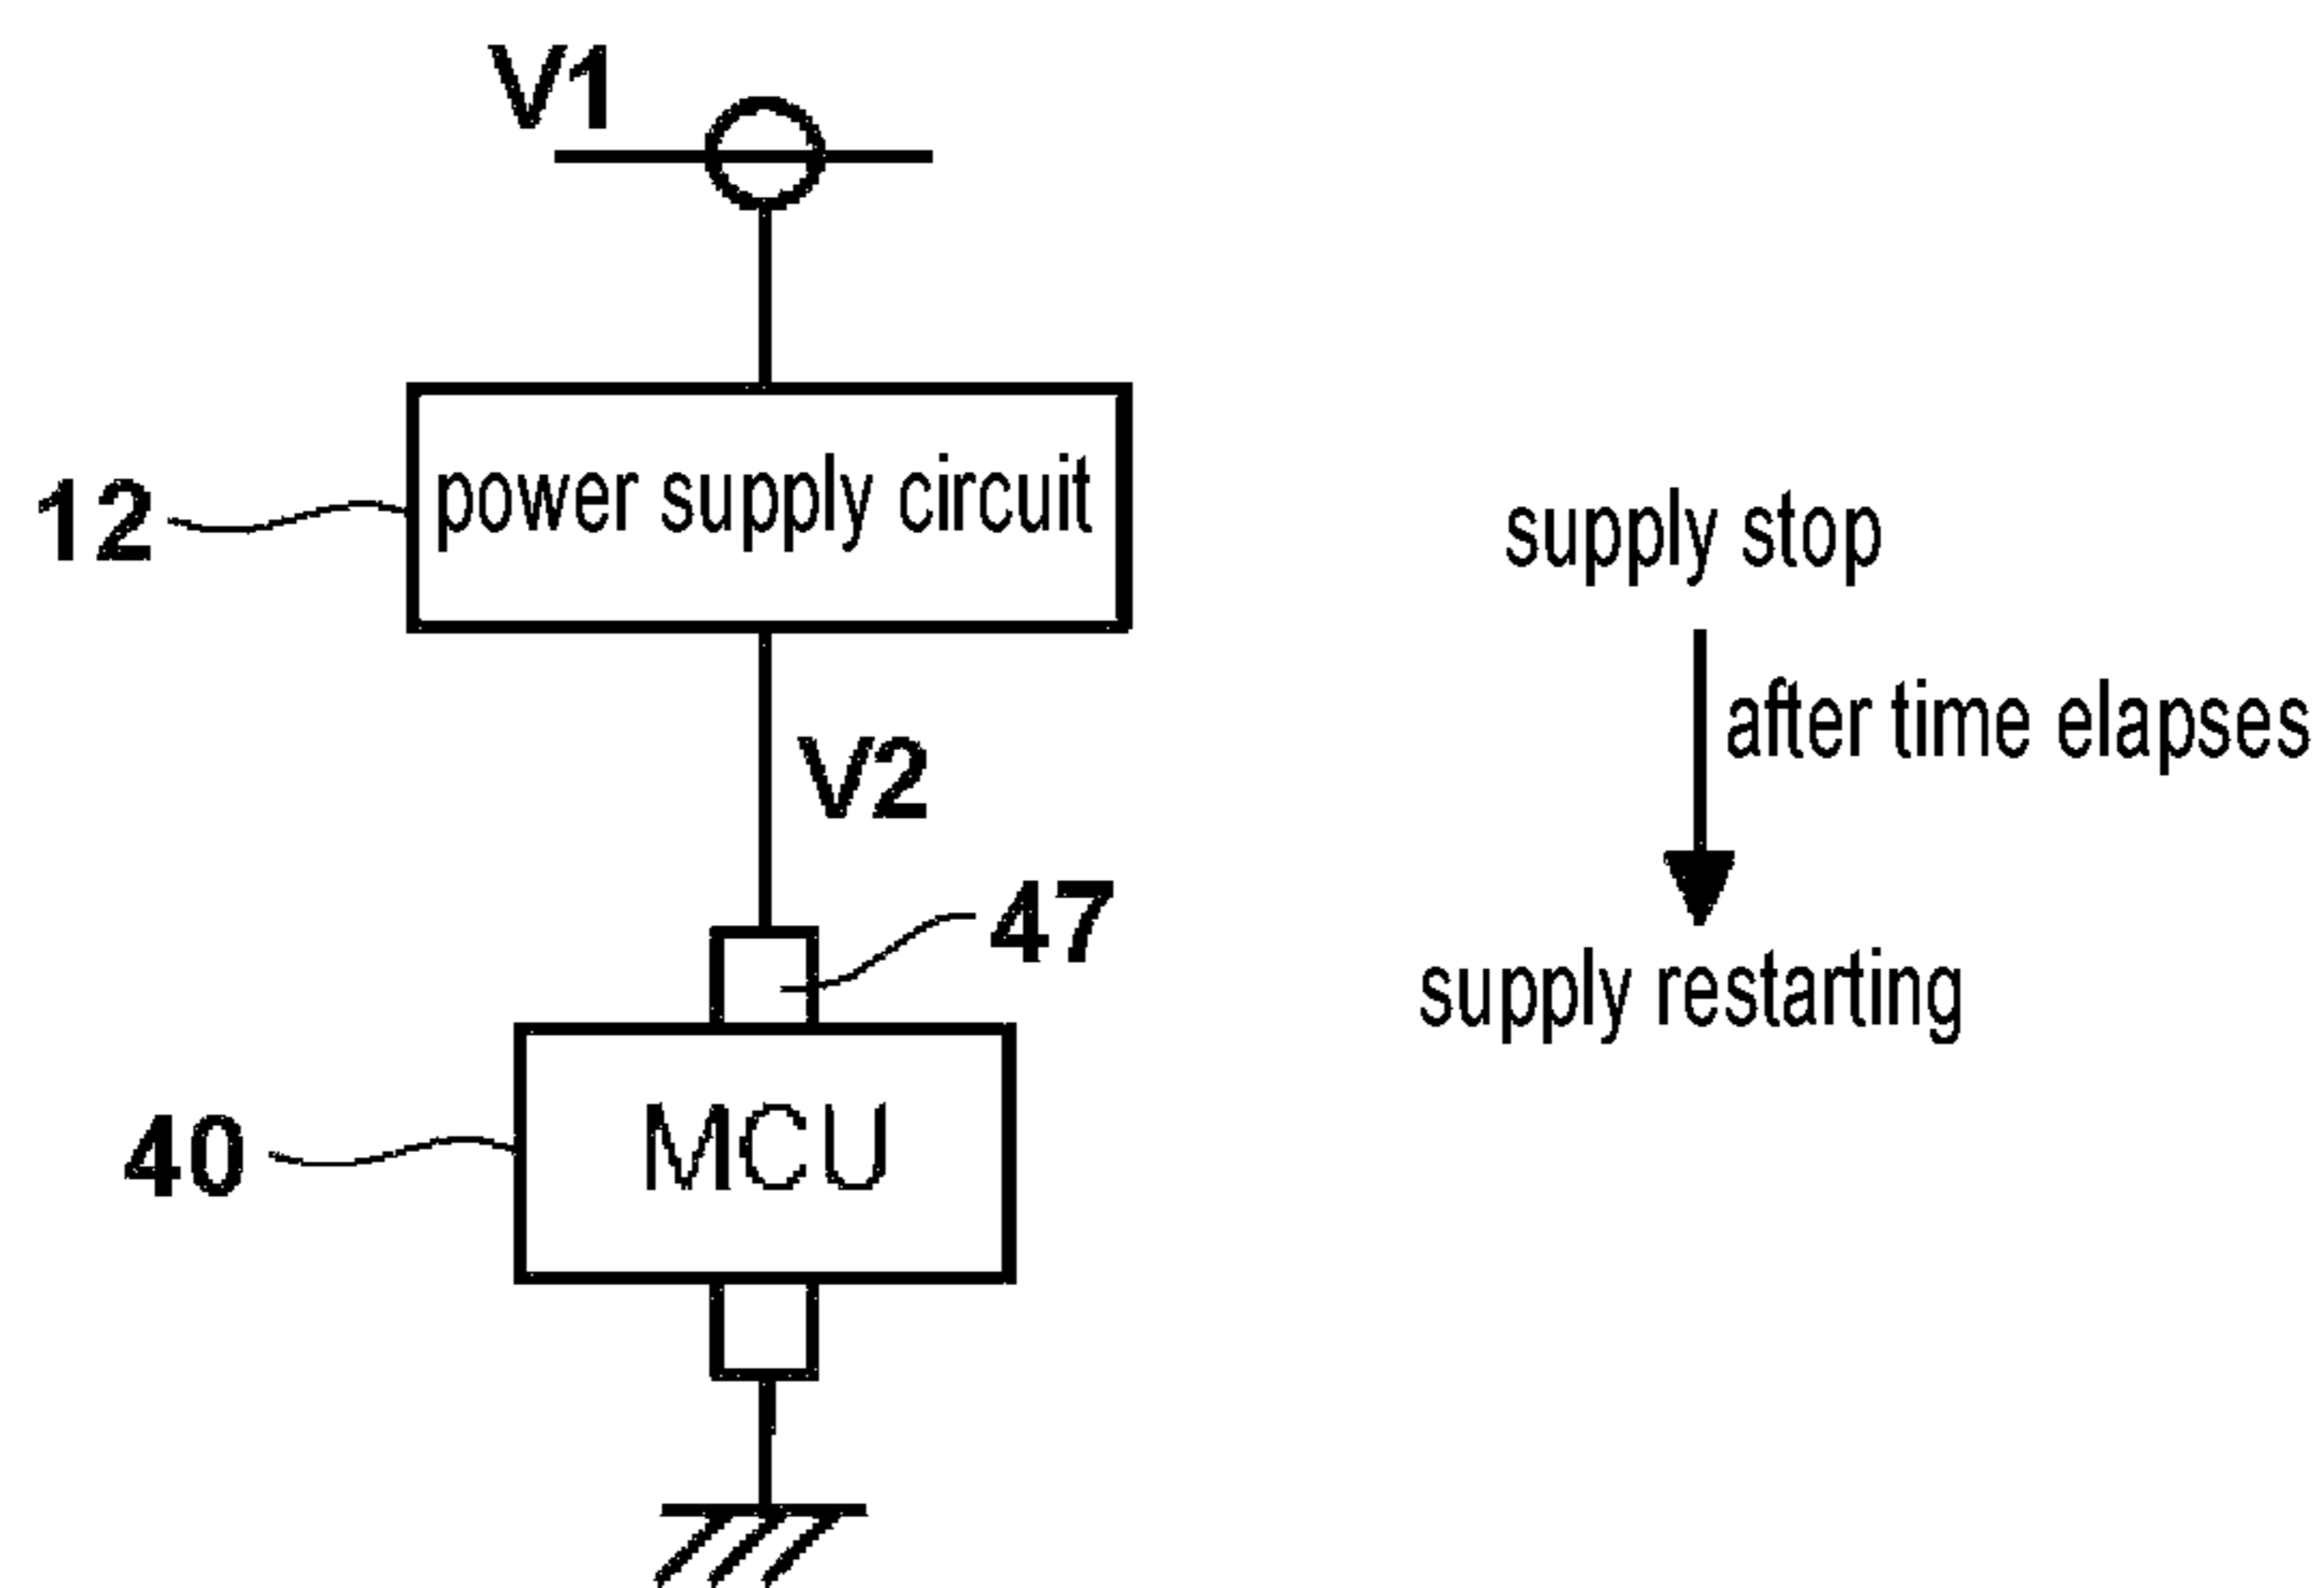 V1
12
power supply circuit
supply stop
after time elapses
V2
47
supply restarting
40
MCU